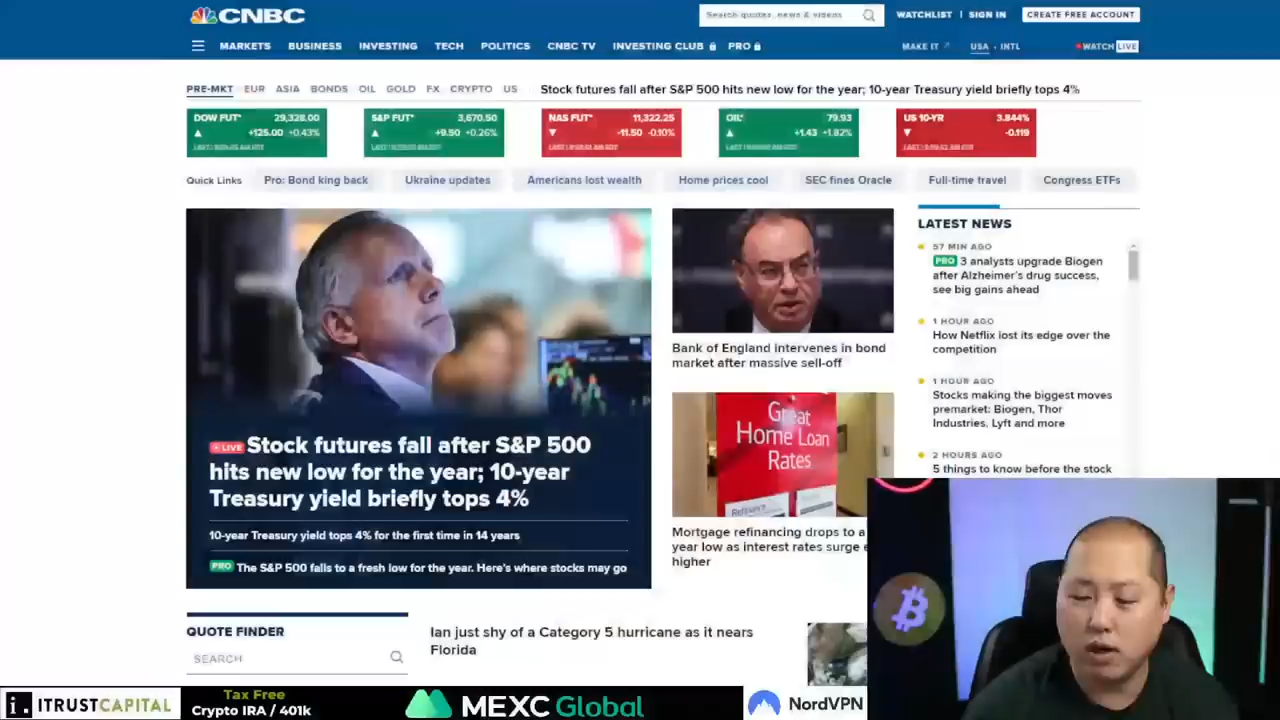 CNBC
Search quotes, news & videos
WATCHLIST
SIGN IN
CREATE FREE ACCOUNT
MARKETS BUSINESS INVESTING TECH POLITICS CNBC TV INVESTING CLUB PRO
MAKE IT
USA • INTL
WATCH LIVE
PRE-MKT EUR ASIA BONDS OIL GOLD FX CRYPTO US
Stock futures fall after S&P 500 hits new low for the year; 10-year Treasury yield briefly tops 4%
DOW FUT* 29,328.00
+125.00 +0.43%
S&P FUT* 3,670.50
+9.50 +0.26%
NAS FUT* 11,322.25
-11.50 -0.10%
OIL* 79.93
+1.43 +1.82%
US 10-YR 3.844%
-0.119
Quick Links
Pro: Bond king back
Ukraine updates
Americans lost wealth
Home prices cool
SEC fines Oracle
Full-time travel
Congress ETFs
LIVE Stock futures fall after S&P 500
hits new low for the year; 10-year
Treasury yield briefly tops 4%
10-year Treasury yield tops 4% for the first time in 14 years
PRO The S&P 500 falls to a fresh low for the year. Here's where stocks may go
Bank of England intervenes in bond
market after massive sell-off
Great
Home Loan
Rates
Mortgage refinancing drops to a
year low as interest rates surge
higher
LATEST NEWS
57 MIN AGO
PRO 3 analysts upgrade Biogen
after Alzheimer's drug success,
see big gains ahead
1 HOUR AGO
How Netflix lost its edge over the
competition
1 HOUR AGO
Stocks making the biggest moves
premarket: Biogen, Thor
Industries, Lyft and more
2 HOURS AGO
5 things to know before the stock
QUOTE FINDER
SEARCH
Ian just shy of a Category 5 hurricane as it nears
Florida
i. ITRUSTCAPITAL
Tax Free
Crypto IRA / 401k
MEXC Global
NordVPN